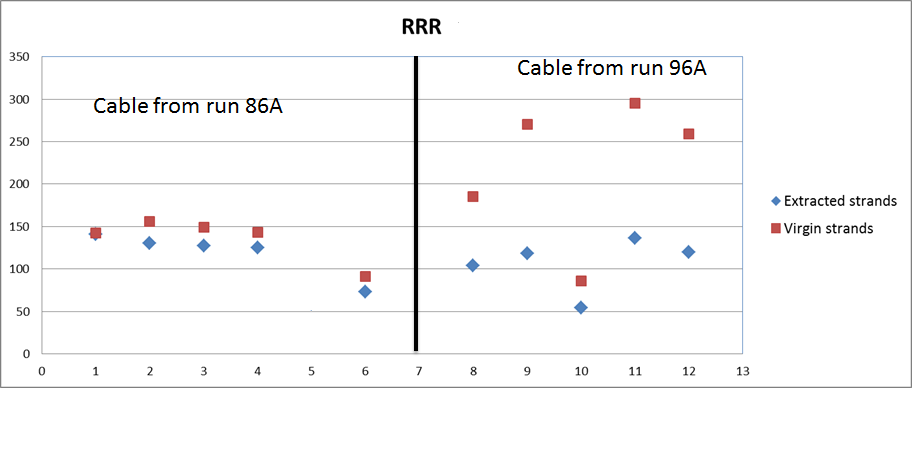 RRR
350
Cable from run 96A
300
Cable from run 86A
250
200
Extracted strands
150
Virgin strands
100
50
0
0 1 2 3 4 5 6 7 8 9 10 11 12 13